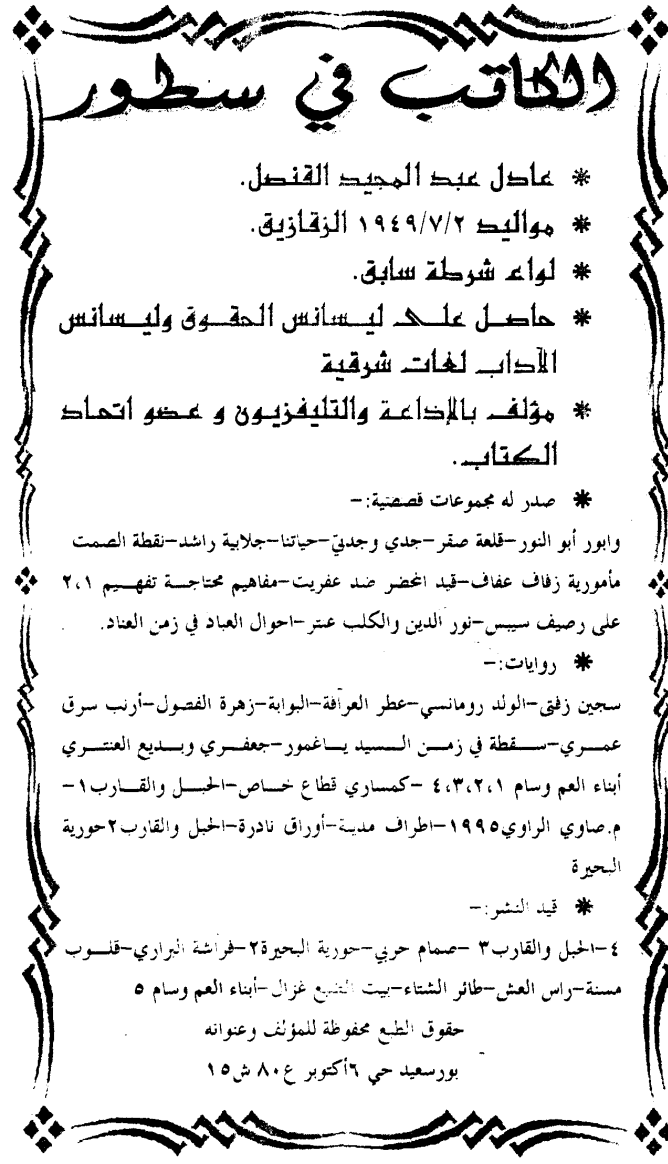 الكاتب في سطور
* عادل عبد المجيد القنصل.
* مواليد ١٩٤٩/٧/٢ الزقازيق.
* لواء شرطة سابق.
* حاصل على ليسانس الحقوق وليسانس
الآداب لغات شرقية
* مؤلف بالإذاعة والتليفزيون و عضو اتحاد
الكتاب.
* صدر له مجموعات قصصية:-
وابور أبو النور-قلعة صقر-جدي وجدتي-حياتنا-جلابية راشد-نقطة الصمت
مأمورية زفاف عفاف-قيد المحضر ضد عفريت-مفاهيم محتاجة تفهيم ٢،١
على رصيف سيبس-نور الدين والكلب عنتر-احوال العباد في زمن العناد.
* روايات:-
سجين زفتى-الولد رومانسي-عطر العرافة-البوابة-زهرة الفصول-أرنب سرق
عمري-سقطة في زمن السيد ياغمور-جعفري وبديع العنتري
أبناء العم وسام ٤،٣،٢،١ -كمساري قطاع خاص-الحبل والقارب١-
م.صاوي الراوي١٩٩٥-اطراف مدينة-أوراق نادرة-الحبل والقارب٢حورية
البحيرة
* قيد النشر:-
٤-الحبل والقارب٣ -صمام حربي-حورية البحيرة٢-فراشة البراري-قلوب
مسنة-راس العش-طائر الشتاء-بيت الضبع غزال-أبناء العم وسام ٥
حقوق الطبع محفوظة للمؤلف وعنوانه
بورسعيد حي ٦أكتوبر ع٨٠ ش١٥